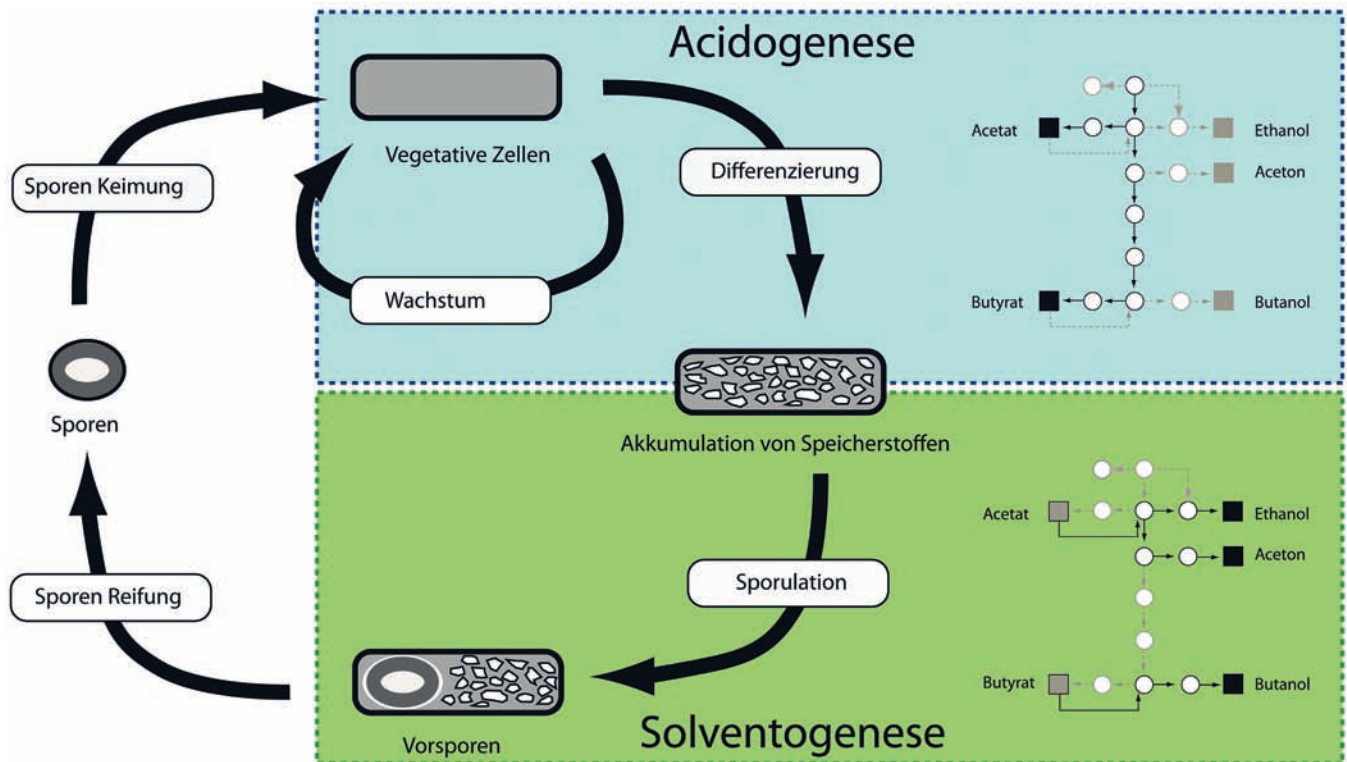 Acidogenese
Vegetative Zellen
Sporen Keimung
Differenzierung
Wachstum
Acetat
Ethanol
Aceton
Butyrat
Butanol
Sporen
Akkumulation von Speicherstoffen
Acetat
Ethanol
Aceton
Sporen Reifung
Sporulation
Butyrat
Butanol
Vorsporen
Solventogenese